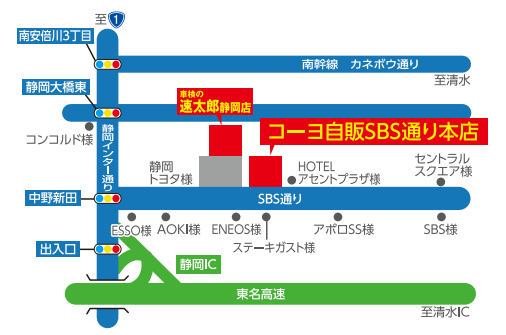 至 1
南安倍川3丁目
南幹線 カネボウ通り
至清水
静岡大橋東
車検の
速太郎静岡店
コーヨ自販SBS通り本店
コンコルド様
静岡インター通り
静岡
トヨタ様
HOTEL
アセントプラザ様
セントラル
スクエア様
中野新田
SBS通り
ESSO様
AOKI様
ENEOS様
ステーキガスト様
アポロSS様
SBS様
出入口
静岡IC
東名高速
至清水IC